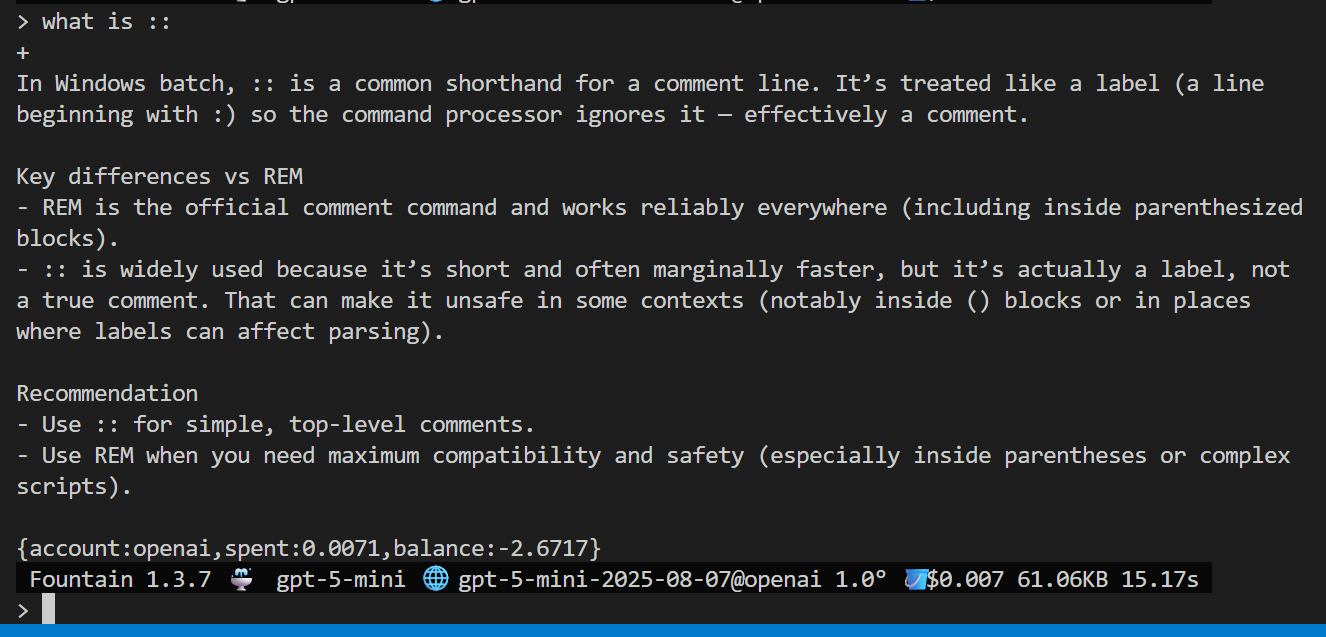 > what is ::
+
In Windows batch, :: is a common shorthand for a comment line. It’s treated like a label (a line
beginning with :) so the command processor ignores it — effectively a comment.
Key differences vs REM
- REM is the official comment command and works reliably everywhere (including inside parenthesized
blocks).
- :: is widely used because it’s short and often marginally faster, but it’s actually a label, not
a true comment. That can make it unsafe in some contexts (notably inside () blocks or in places
where labels can affect parsing).
Recommendation
- Use :: for simple, top-level comments.
- Use REM when you need maximum compatibility and safety (especially inside parentheses or complex
scripts).
{account:openai,spent:0.0071,balance:-2.6717}
Fountain 1.3.7 gpt-5-mini gpt-5-mini-2025-08-07@openai 1.0° $0.007 61.06KB 15.17s
>